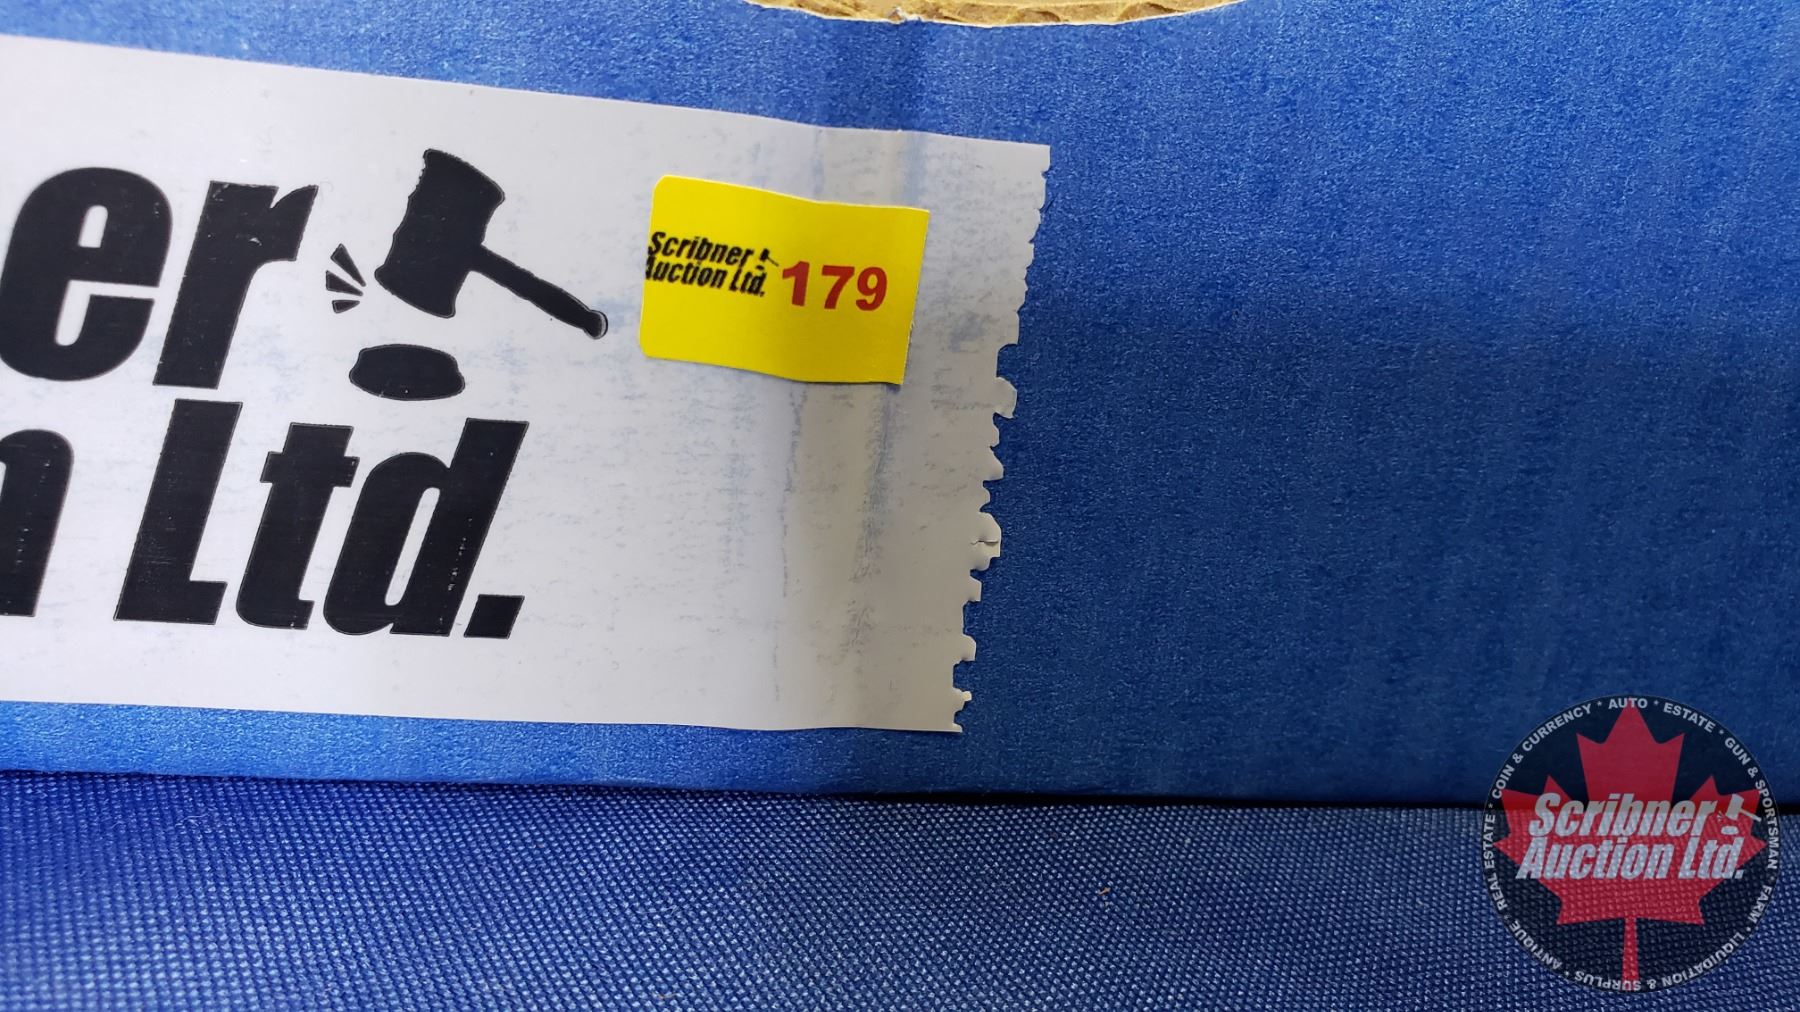 er
n Ltd.
Scribner
Auction Ltd.
179
COIN & CURRENCY * AUTO * ESTATE * GUN & SPORTSMAN * FARM * LIQUIDATION & SURPLUS * ANTIQUE * REAL ESTATE *
Scribner
Auction Ltd.